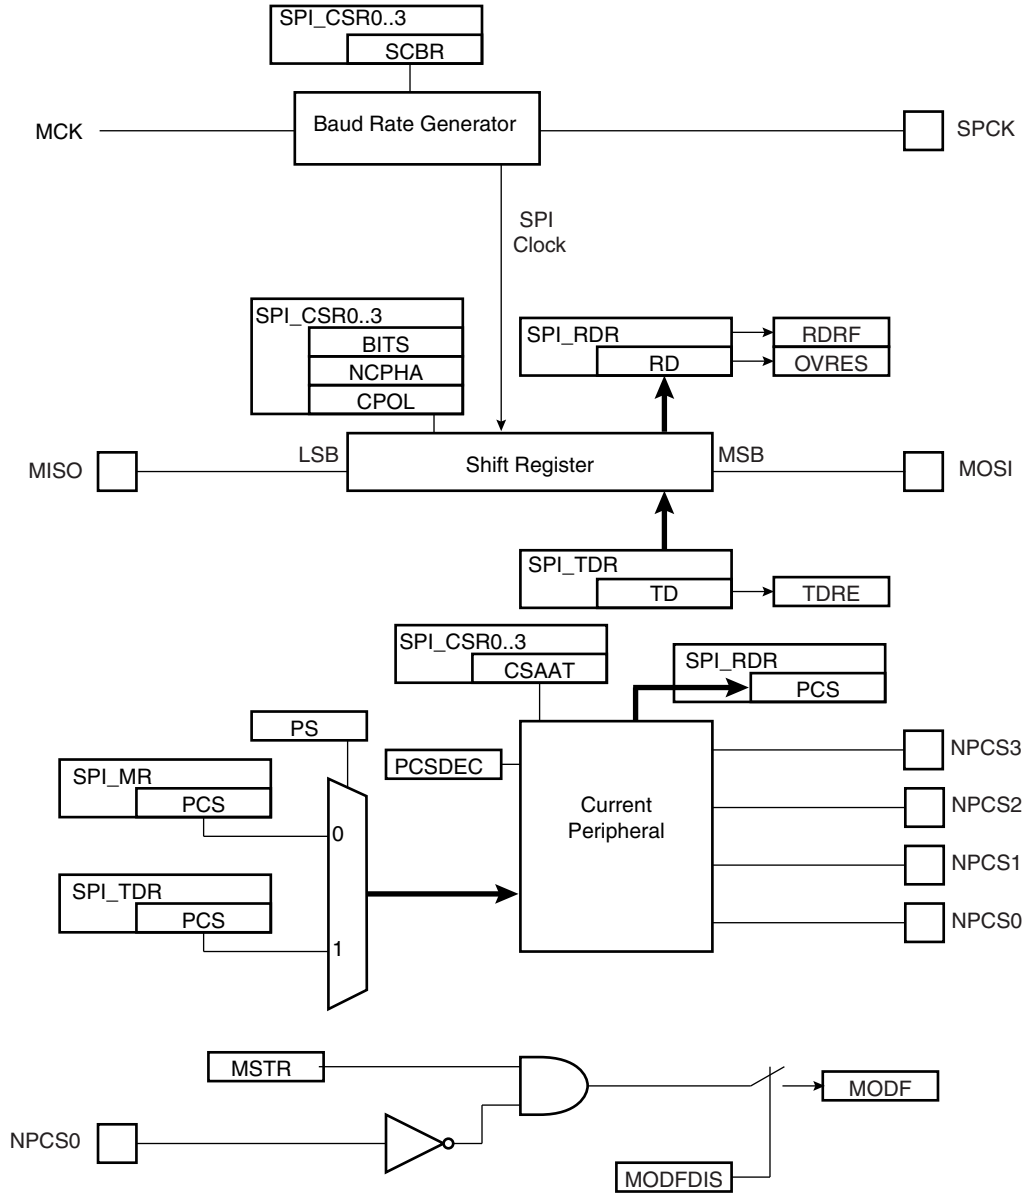 SPI_CSR0..3
SCBR
MCK
Baud Rate Generator
SPCK
SPI
Clock
SPI_CSR0..3
BITS
NCPHA
CPOL
SPI_RDR
RD
RDRF
OVRES
MISO
LSB
Shift Register
MSB
MOSI
SPI_TDR
TD
TDRE
SPI_CSR0..3
CSAAT
SPI_RDR
PCS
PS
PCSDEC
SPI_MR
PCS
0
Current
Peripheral
NPCS3
NPCS2
NPCS1
NPCS0
SPI_TDR
PCS
1
MSTR
MODF
NPCS0
MODFDIS